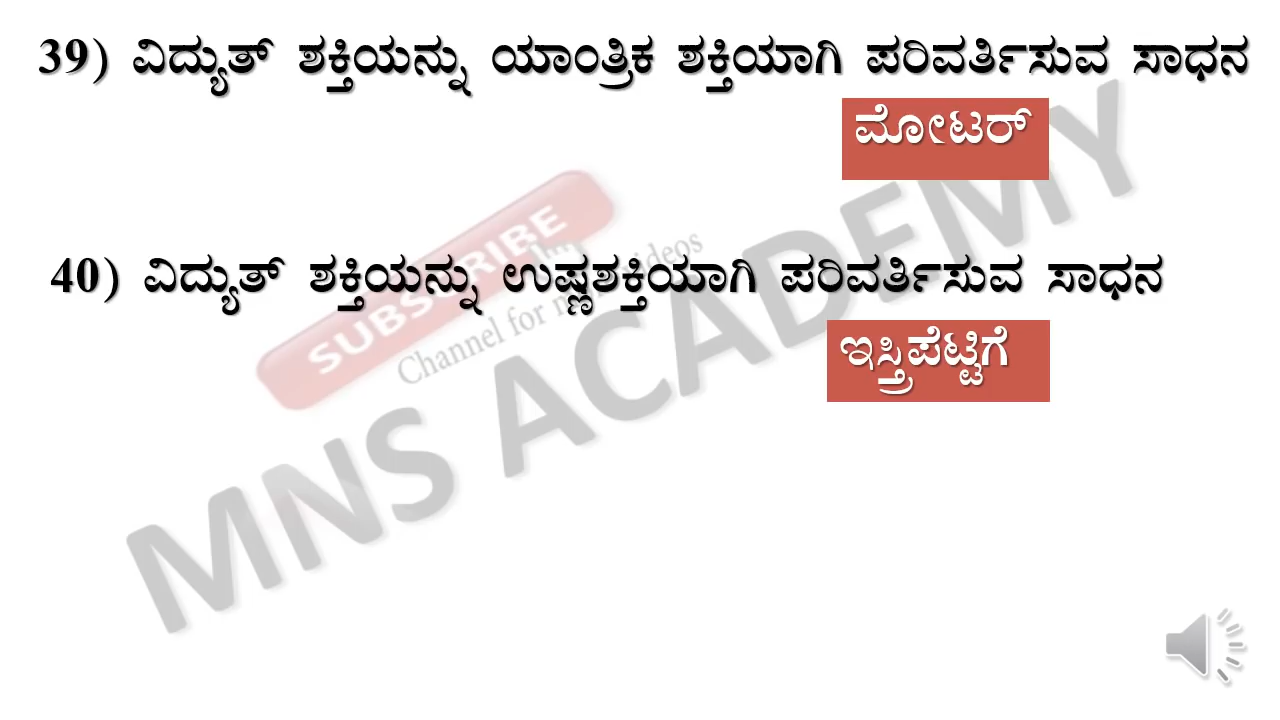 39) ವಿದ್ಯುತ್ ಶಕ್ತಿಯನ್ನು ಯಾಂತ್ರಿಕ ಶಕ್ತಿಯಾಗಿ ಪರಿವರ್ತಿಸುವ ಸಾಧನ
ಮೋಟರ್
40) ವಿದ್ಯುತ್ ಶಕ್ತಿಯನ್ನು ಉಷ್ಣಶಕ್ತಿಯಾಗಿ ಪರಿವರ್ತಿಸುವ ಸಾಧನ
ಇಸ್ತ್ರಿಪೆಟ್ಟಿಗೆ
SUBSCRIBE
Channel for videos
MNS ACADEMY